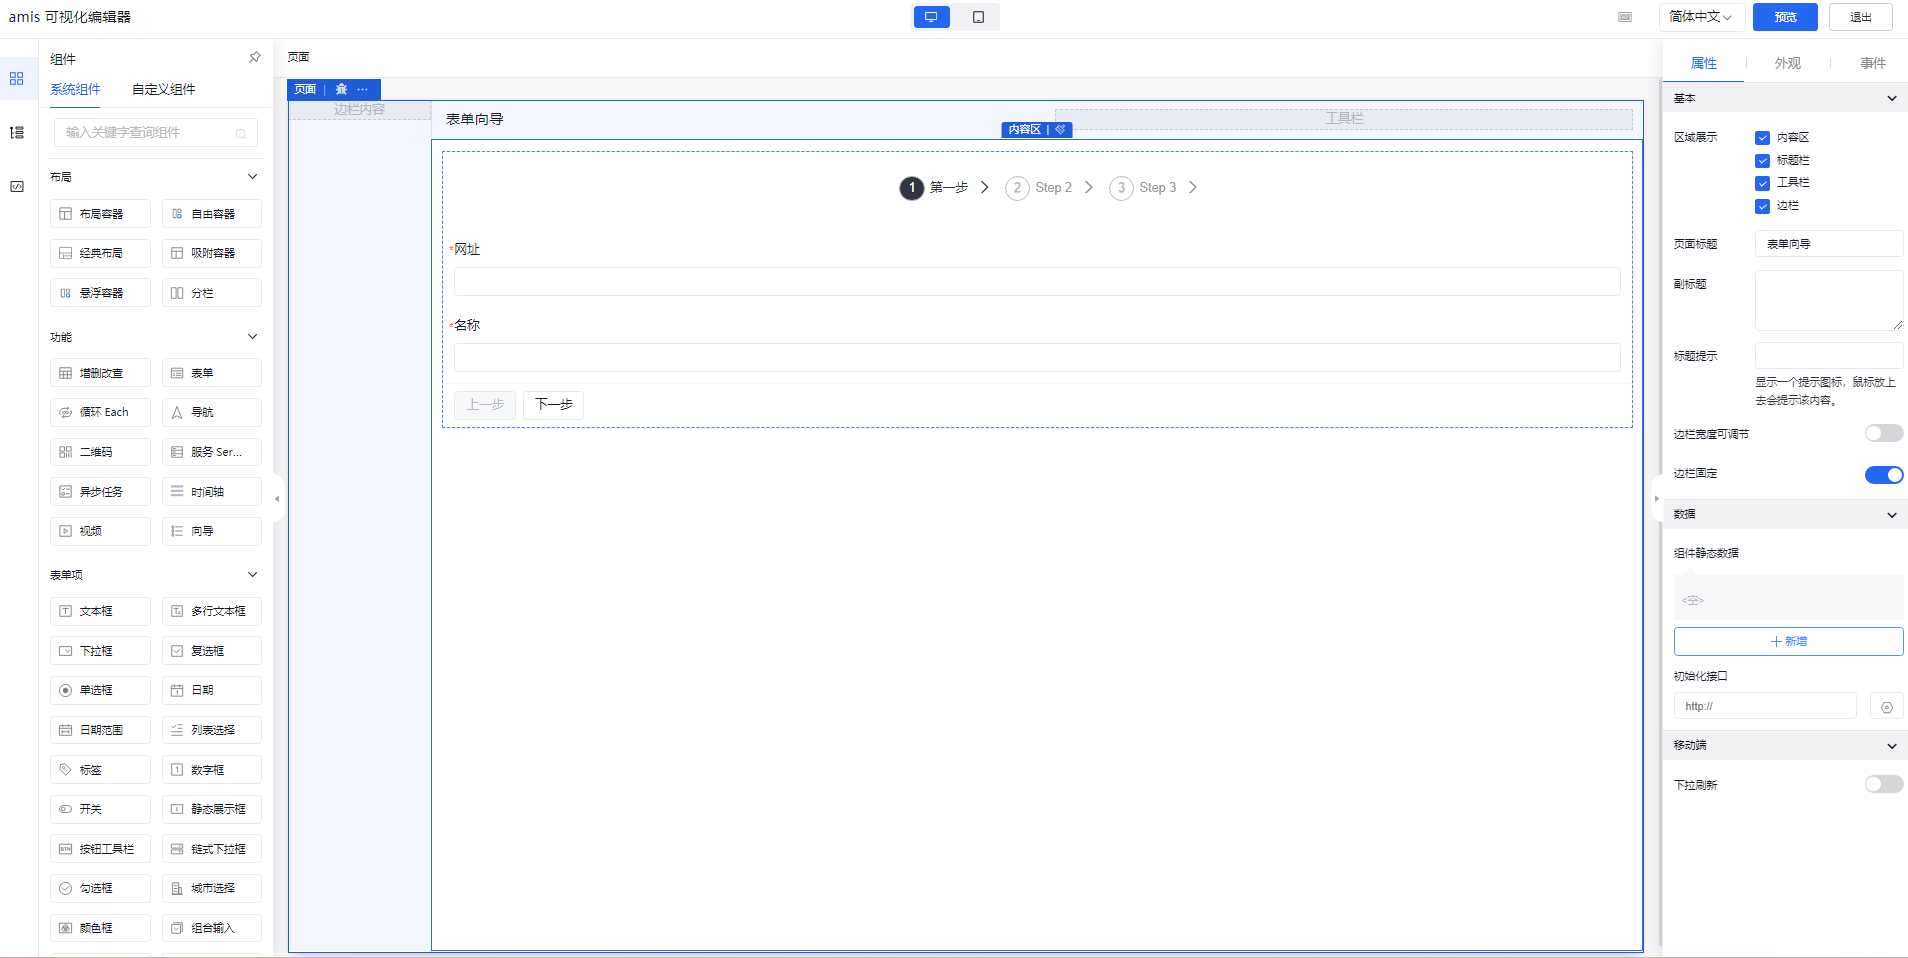 amis 可视化编辑器
简体中文
预览
退出
组件
系统组件
自定义组件
输入关键字查询组件
布局
布局容器
自由容器
经典布局
吸附容器
悬浮容器
分栏
功能
增删改查
表单
循环 Each
导航
二维码
服务 Ser...
异步任务
时间轴
视频
向导
表单项
文本框
多行文本框
下拉框
复选框
单选框
日期
日期范围
列表选择
标签
数字框
开关
静态展示框
按钮工具栏
链式下拉框
勾选框
城市选择
颜色框
组合输入
页面
页面
边栏内容
表单向导
工具栏
内容区
1 第一步
2 Step 2
3 Step 3
*网址
*名称
上一步
下一步
属性
外观
事件
基本
区域展示
内容区
标题栏
工具栏
边栏
页面标题
表单向导
副标题
标题提示
显示一个提示图标，鼠标放上
去会提示该内容。
边栏宽度可调节
边栏固定
数据
组件静态数据
<空>
新增
初始化接口
http://
移动端
下拉刷新